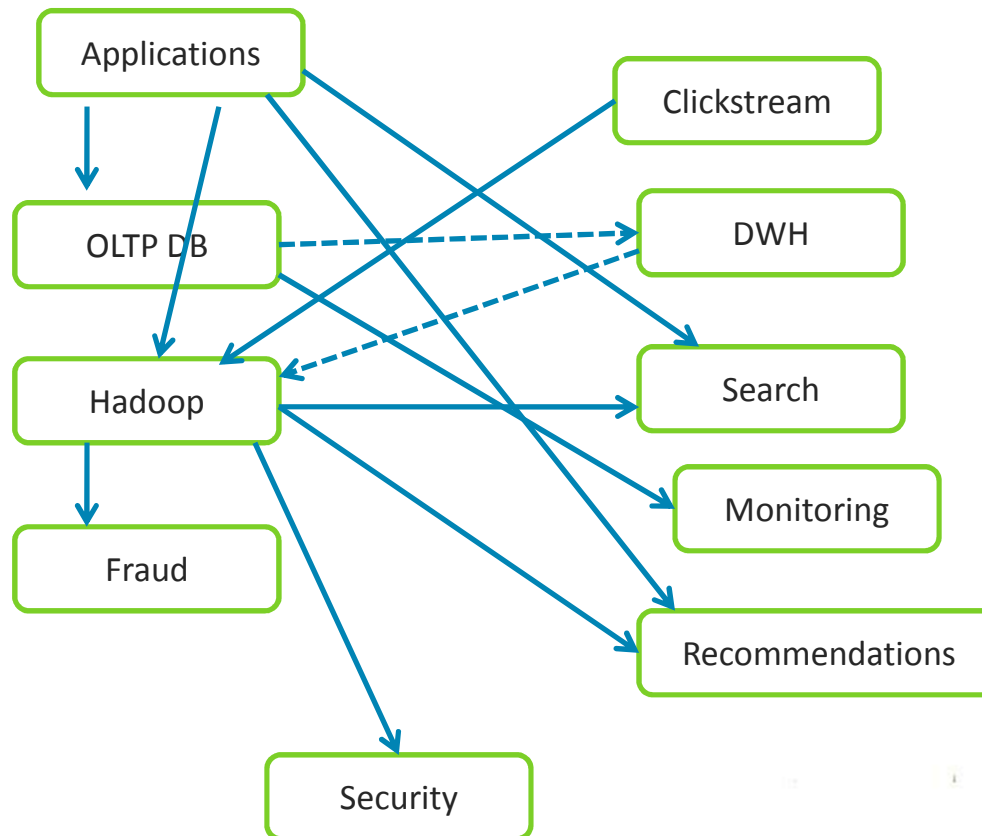 Applications
Clickstream
OLTP DB
DWH
Hadoop
Search
Monitoring
Fraud
Recommendations
Security